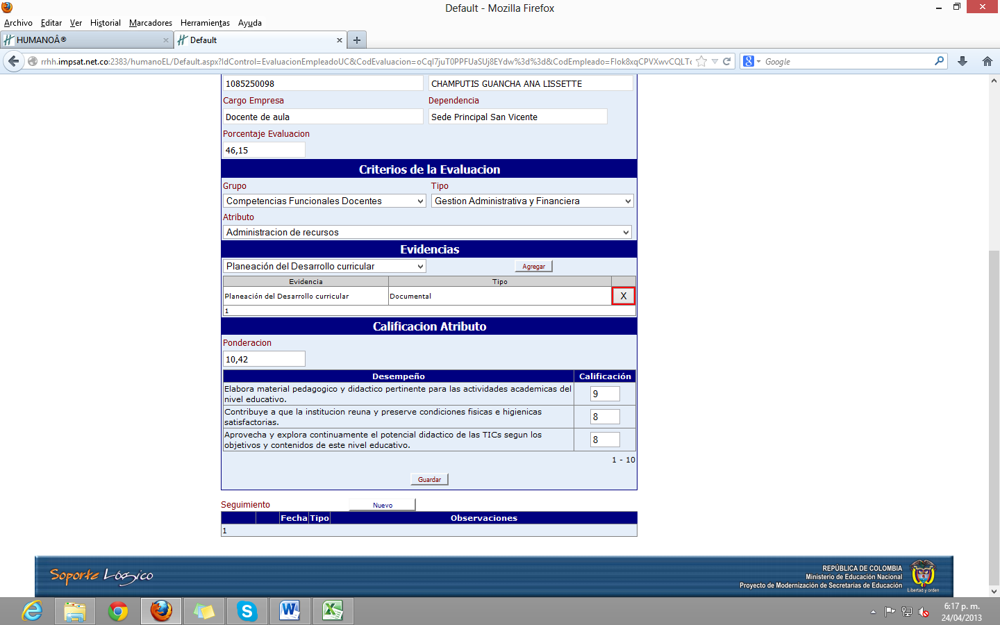 Default - Mozilla Firefox
Archivo Editar Ver Historial Marcadores Herramientas Ayuda
HUMANOÂ®
Default
rrhh.impsat.net.co:2383/humanoEL/Default.aspx?IdControl=EvaluacionEmpleadoUC&CodEvaluacion=oCqI7juT0PPFUaSUj8EYdw%3d%3d&CodEmpleado=Flok8xqCPVXwvCQLTc
Google
1085250098 CHAMPUTIS GUANCHA ANA LISSETTE
Cargo Empresa Dependencia
Docente de aula Sede Principal San Vicente
Porcentaje Evaluacion
46,15
Criterios de la Evaluacion
Grupo Tipo
Competencias Funcionales Docentes Gestion Administrativa y Financiera
Atributo
Administracion de recursos
Evidencias
Planeación del Desarrollo curricular Agregar
Evidencia Tipo
Planeación del Desarrollo curricular Documental X
1
Calificacion Atributo
Ponderacion
10,42
Desempeño Calificación
Elabora material pedagogico y didactico pertinente para las actividades academicas del
nivel educativo.
9
Contribuye a que la institucion reuna y preserve condiciones fisicas e higienicas
satisfactorias.
8
Aprovecha y explora continuamente el potencial didactico de las TICs segun los
objetivos y contenidos de este nivel educativo.
8
1 - 10
Guardar
Seguimiento Nuevo
Fecha Tipo Observaciones
1
Soporte Lógico
REPÚBLICA DE COLOMBIA
Ministerio de Educación Nacional
Proyecto de Modernización de Secretarias de Educación
Libertad y orden
6:17 p. m.
24/04/2013